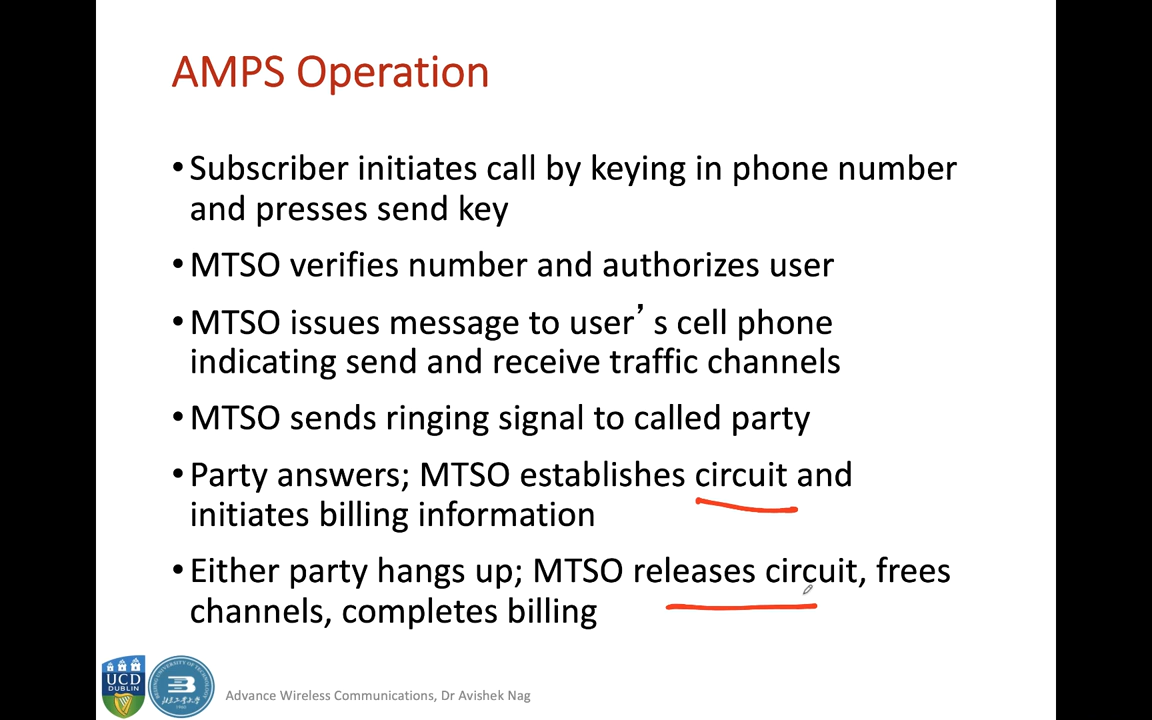 AMPS Operation
•Subscriber initiates call by keying in phone number
and presses send key
•MTSO verifies number and authorizes user
•MTSO issues message to user’s cell phone
indicating send and receive traffic channels
•MTSO sends ringing signal to called party
•Party answers; MTSO establishes circuit and
initiates billing information
•Either party hangs up; MTSO releases circuit, frees
channels, completes billing
UCD
DUBLIN
Advance Wireless Communications, Dr Avishek Nag